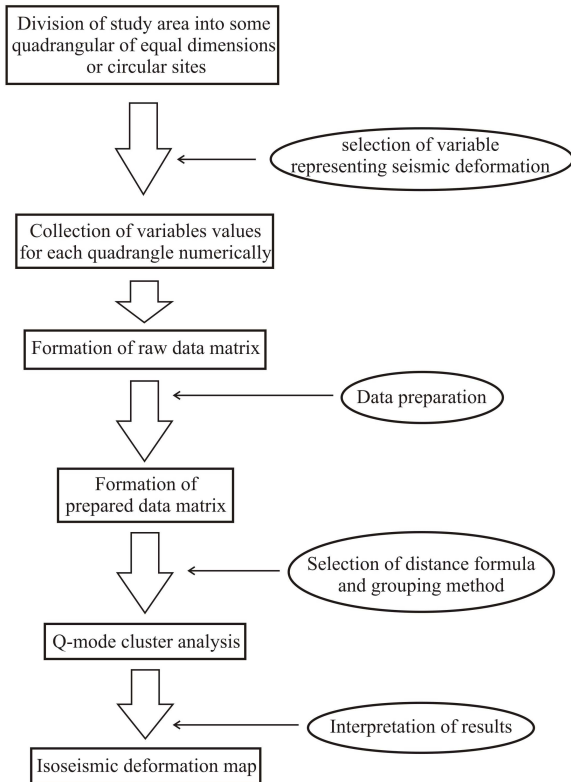 Division of study area into some
quadrangular of equal dimensions
or circular sites
selection of variable
representing seismic deformation
Collection of variables values
for each quadrangle numerically
Formation of raw data matrix
Data preparation
Formation of
prepared data matrix
Selection of distance formula
and grouping method
Q-mode cluster analysis
Interpretation of results
Isoseismic deformation map